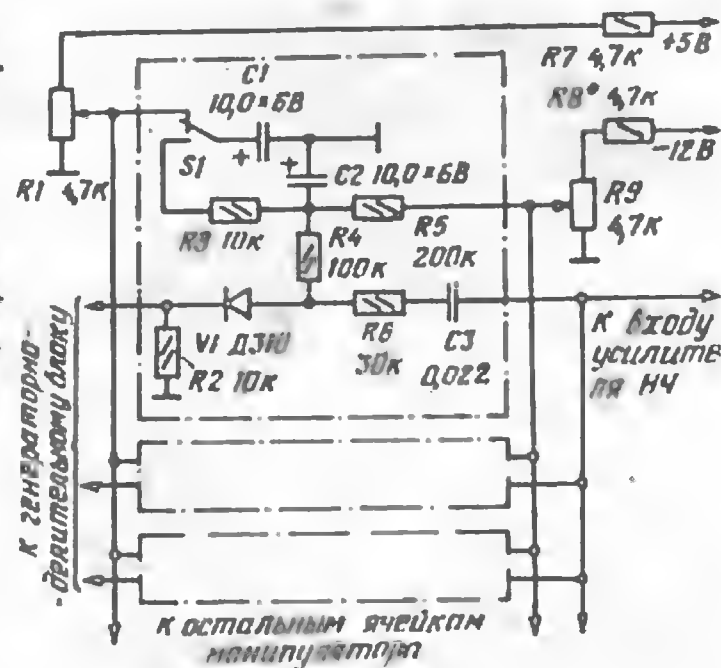 R7 4,7к
+5В
C1
10,0×6В
R8* 4,7к
-12В
S1
C2 10,0×6В
R1 4,7к
R9
4,7к
R3 10к
R4
100к
R5
200к
V1 Д310
R2 10к
R6
30к
C3
0,022
К входу
усилите
ля НЧ
К генераторно-
-делительному блоку
К остальным ячейкам
манипулятора